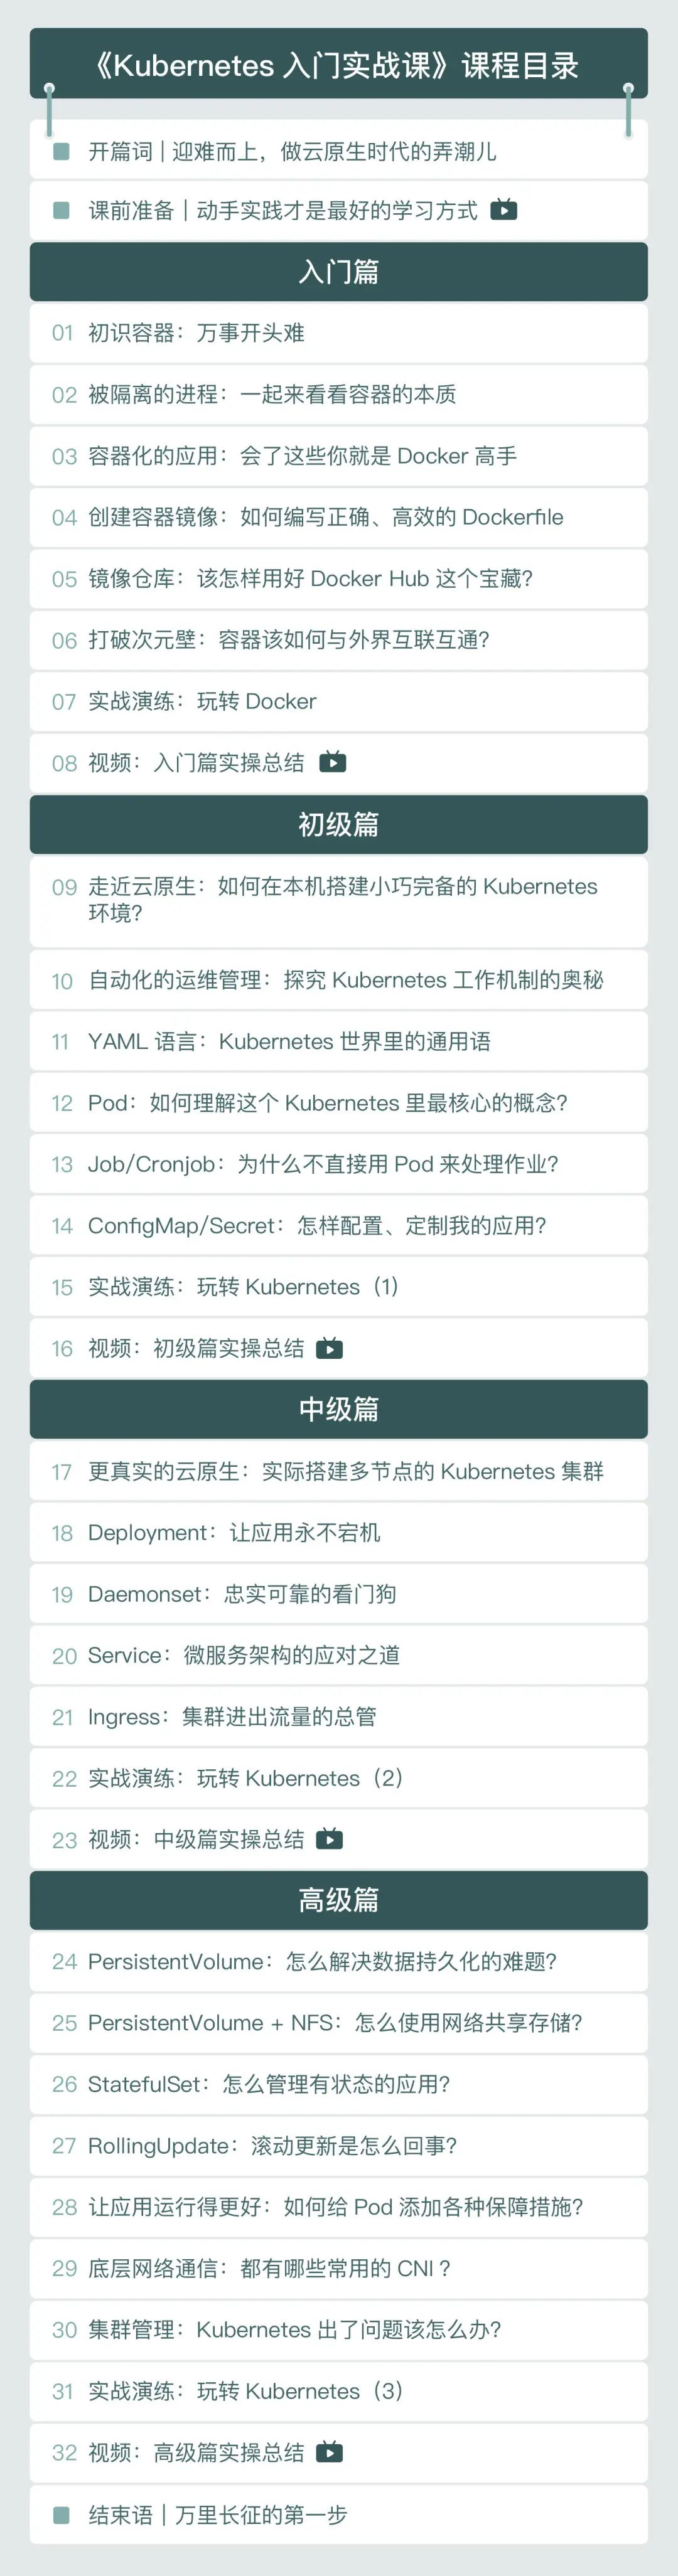 《Kubernetes 入门实战课》课程目录
开篇词 | 迎难而上，做云原生时代的弄潮儿
课前准备 | 动手实践才是最好的学习方式
入门篇
01 初识容器：万事开头难
02 被隔离的进程：一起来看看容器的本质
03 容器化的应用：会了这些你就是 Docker 高手
04 创建容器镜像：如何编写正确、高效的 Dockerfile
05 镜像仓库：该怎样用好 Docker Hub 这个宝藏？
06 打破次元壁：容器该如何与外界互联互通？
07 实战演练：玩转 Docker
08 视频：入门篇实操总结
初级篇
09 走近云原生：如何在本机搭建小巧完备的 Kubernetes
环境？
10 自动化的运维管理：探究 Kubernetes 工作机制的奥秘
11 YAML 语言：Kubernetes 世界里的通用语
12 Pod：如何理解这个 Kubernetes 里最核心的概念？
13 Job/Cronjob：为什么不直接用 Pod 来处理作业？
14 ConfigMap/Secret：怎样配置、定制我的应用？
15 实战演练：玩转 Kubernetes（1）
16 视频：初级篇实操总结
中级篇
17 更真实的云原生：实际搭建多节点的 Kubernetes 集群
18 Deployment：让应用永不宕机
19 Daemonset：忠实可靠的看门狗
20 Service：微服务架构的应对之道
21 Ingress：集群进出流量的总管
22 实战演练：玩转 Kubernetes（2）
23 视频：中级篇实操总结
高级篇
24 PersistentVolume：怎么解决数据持久化的难题？
25 PersistentVolume + NFS：怎么使用网络共享存储？
26 StatefulSet：怎么管理有状态的应用？
27 RollingUpdate：滚动更新是怎么回事？
28 让应用运行得更好：如何给 Pod 添加各种保障措施？
29 底层网络通信：都有哪些常用的 CNI ？
30 集群管理：Kubernetes 出了问题该怎么办？
31 实战演练：玩转 Kubernetes（3）
32 视频：高级篇实操总结
结束语 | 万里长征的第一步